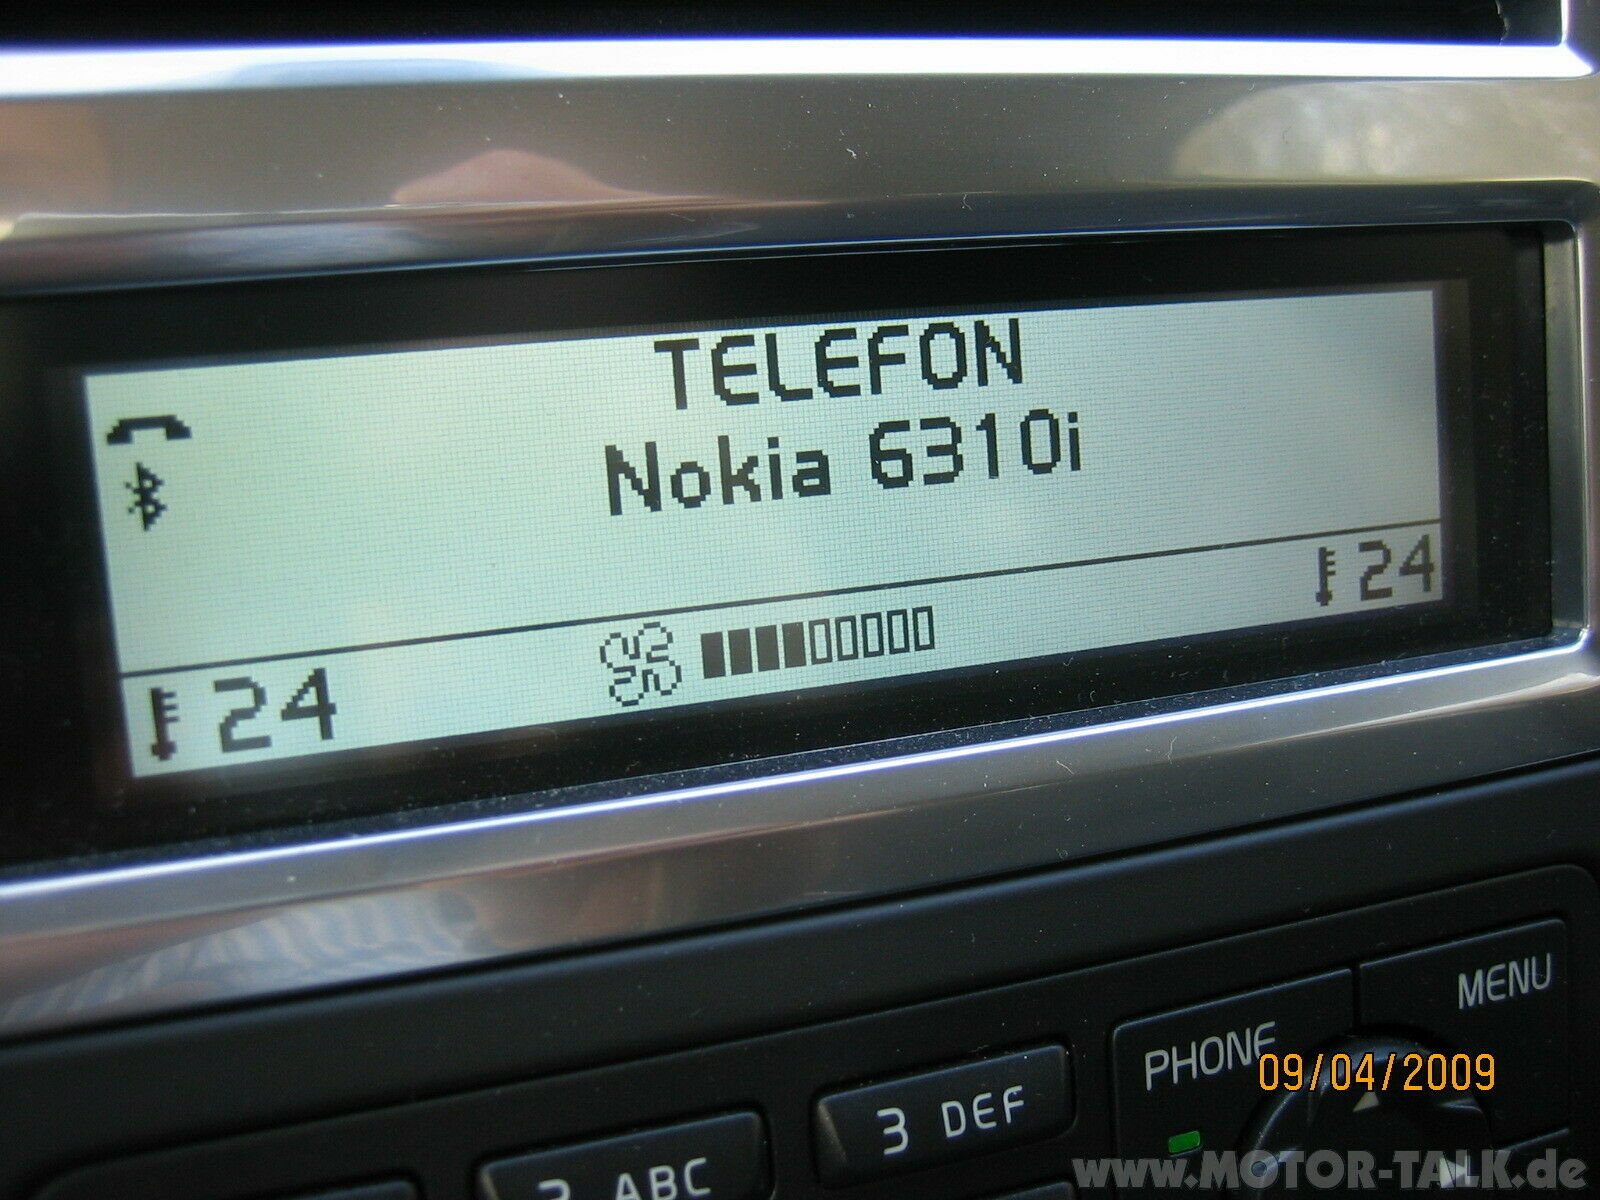 TELEFON
Nokia 6310i
24
24
MENU
PHONE
09/04/2009
3 DEF
ABC
www.MOTOR-TALK.de